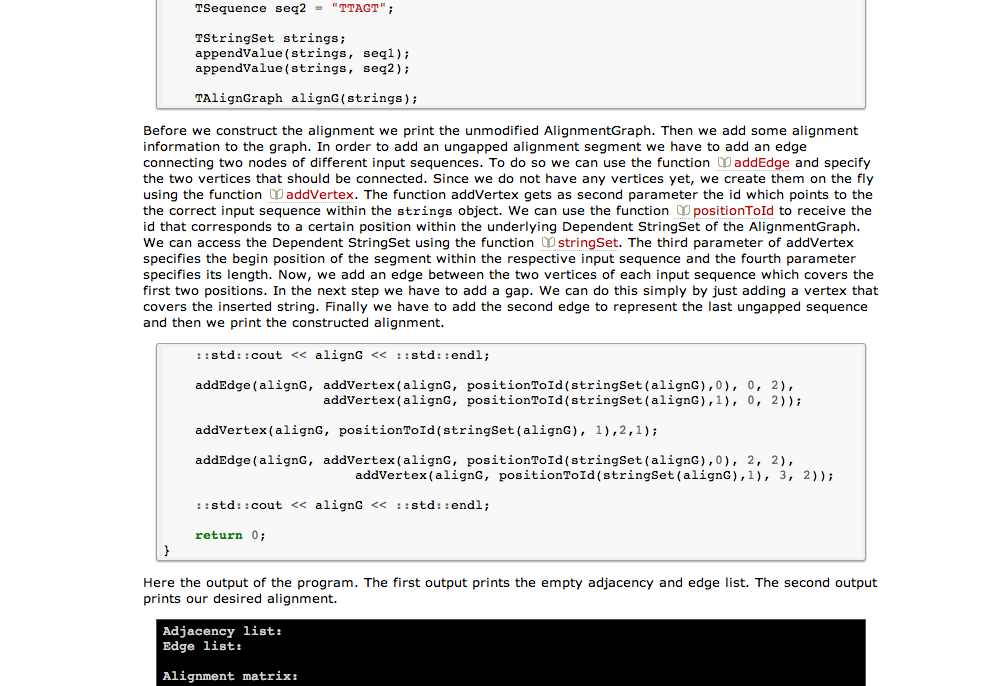 TSequence seq2 = "TTAGT";
TStringSet strings;
appendValue(strings, seq1);
appendValue(strings, seq2);
TAlignGraph alignG(strings);
Before we construct the alignment we print the unmodified AlignmentGraph. Then we add some alignment
information to the graph. In order to add an ungapped alignment segment we have to add an edge
connecting two nodes of different input sequences. To do so we can use the function addEdge and specify
the two vertices that should be connected. Since we do not have any vertices yet, we create them on the fly
using the function addVertex. The function addVertex gets as second parameter the id which points to the
the correct input sequence within the strings object. We can use the function positionToId to receive the
id that corresponds to a certain position within the underlying Dependent StringSet of the AlignmentGraph.
We can access the Dependent StringSet using the function stringSet. The third parameter of addVertex
specifies the begin position of the segment within the respective input sequence and the fourth parameter
specifies its length. Now, we add an edge between the two vertices of each input sequence which covers the
first two positions. In the next step we have to add a gap. We can do this simply by just adding a vertex that
covers the inserted string. Finally we have to add the second edge to represent the last ungapped sequence
and then we print the constructed alignment.
::std::cout << alignG << ::std::endl;
addEdge(alignG, addVertex(alignG, positionToId(stringSet(alignG),0), 0, 2),
addVertex(alignG, positionToId(stringSet(alignG),1), 0, 2));
addVertex(alignG, positionToId(stringSet(alignG), 1),2,1);
addEdge(alignG, addVertex(alignG, positionToId(stringSet(alignG),0), 2, 2),
addVertex(alignG, positionToId(stringSet(alignG),1), 3, 2));
::std::cout << alignG << ::std::endl;
return 0;
}
Here the output of the program. The first output prints the empty adjacency and edge list. The second output
prints our desired alignment.
Adjacency list:
Edge list:
Alignment matrix: